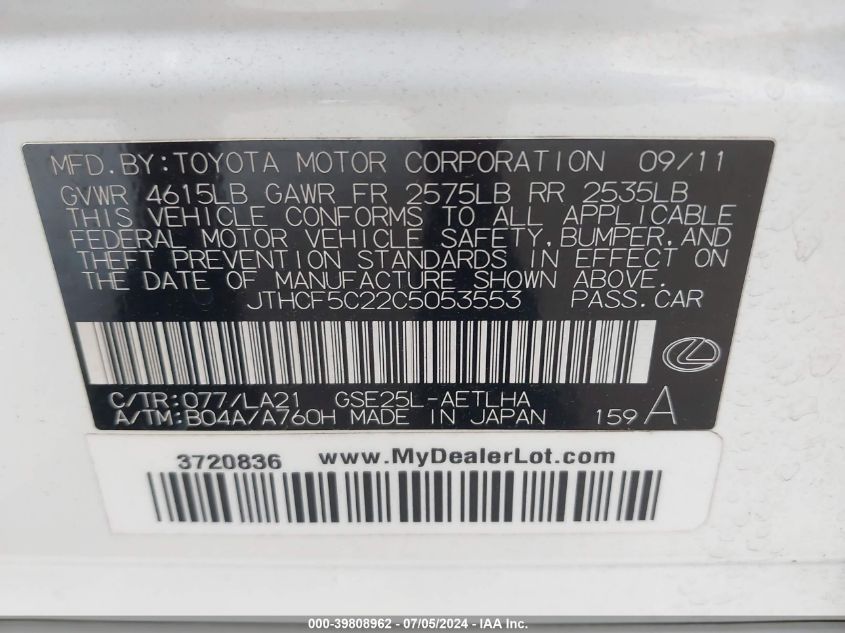 MFD. BY: TOYOTA MOTOR CORPORATION 09/11
GVWR 4615LB GAWR FR 2575LB RR 2535LB
THIS VEHICLE CONFORMS TO ALL APPLICABLE
FEDERAL MOTOR VEHICLE SAFETY, BUMPER, AND
THEFT PREVENTION STANDARDS IN EFFECT ON
THE DATE OF MANUFACTURE SHOWN ABOVE.
JTHCF5C22C5053553 PASS. CAR
C/TR: 077/LA21 GSE25L-AETLHA
A/TM: B04A/A760H MADE IN JAPAN 159 A
3720836 www.MyDealerLot.com
000-39808962 - 07/05/2024 - IAA Inc.